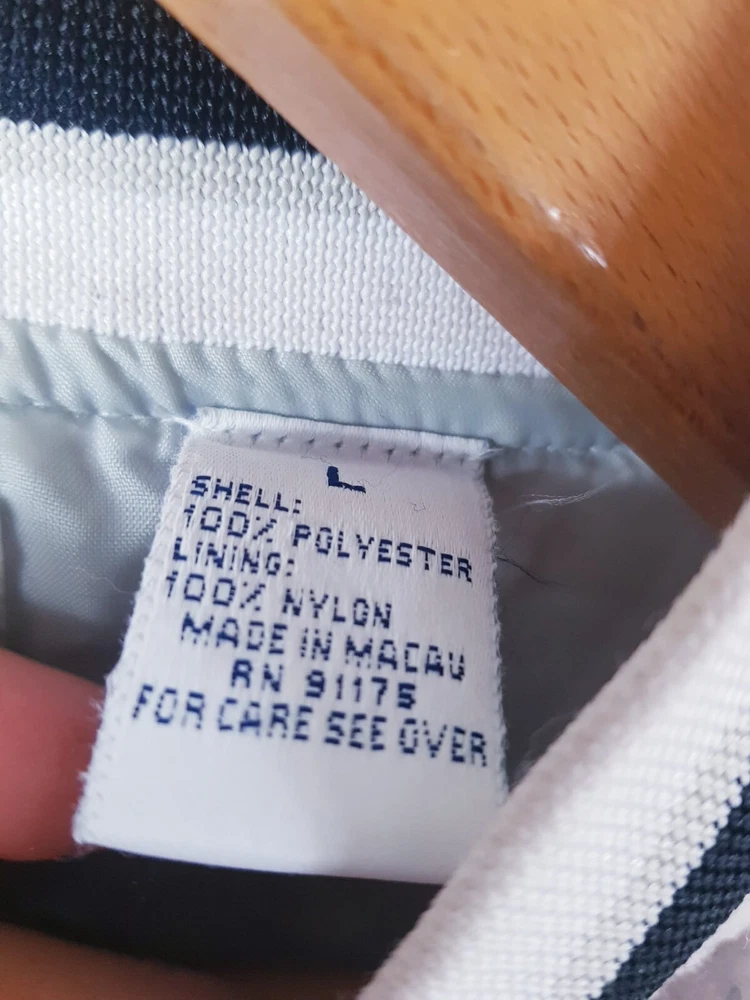 L
SHELL:
100% POLYESTER
LINING:
100% NYLON
MADE IN MACAU
RN 91175
FOR CARE SEE OVER